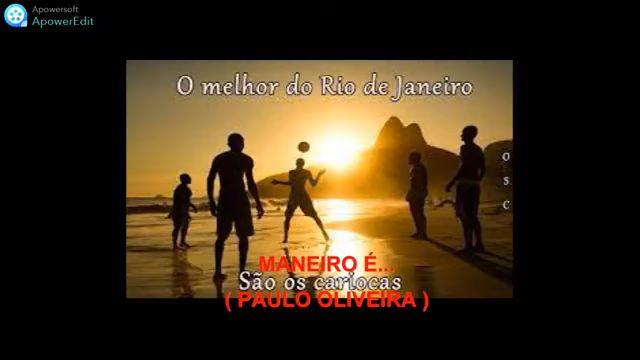 Apowersoft
ApowerEdit
O melhor do Rio de Janeiro
o
s
c
MANEIRO É...
São os cariocas
( PAULO OLIVEIRA )